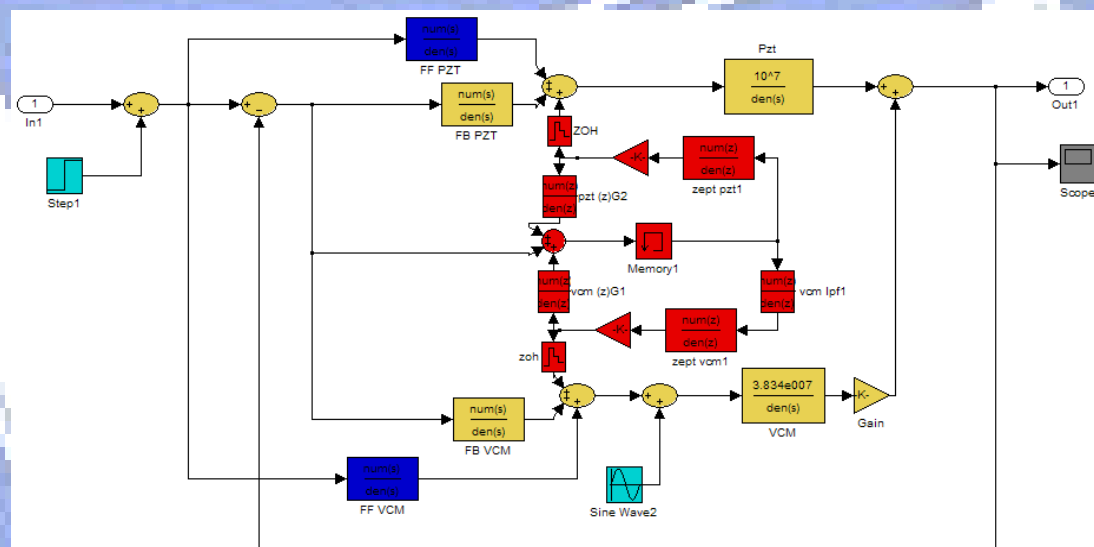 num(s)
den(s)
FF PZT
Pzt
10^7
den(s)
1
In1
num(s)
den(s)
FB PZT
1
Out1
ZOH
-K-
num(z)
den(z)
zept pzt1
Step1
Scope
num(z)
den(z)
pzt (z)G2
Memory1
num(z)
den(z)
vcm (z)G1
num(z)
den(z)
vcm lpf1
-K-
num(z)
den(z)
zept vcm1
zoh
3.834e007
den(s)
VCM
-K-
Gain
num(s)
den(s)
FB VCM
num(s)
den(s)
FF VCM
Sine Wave2